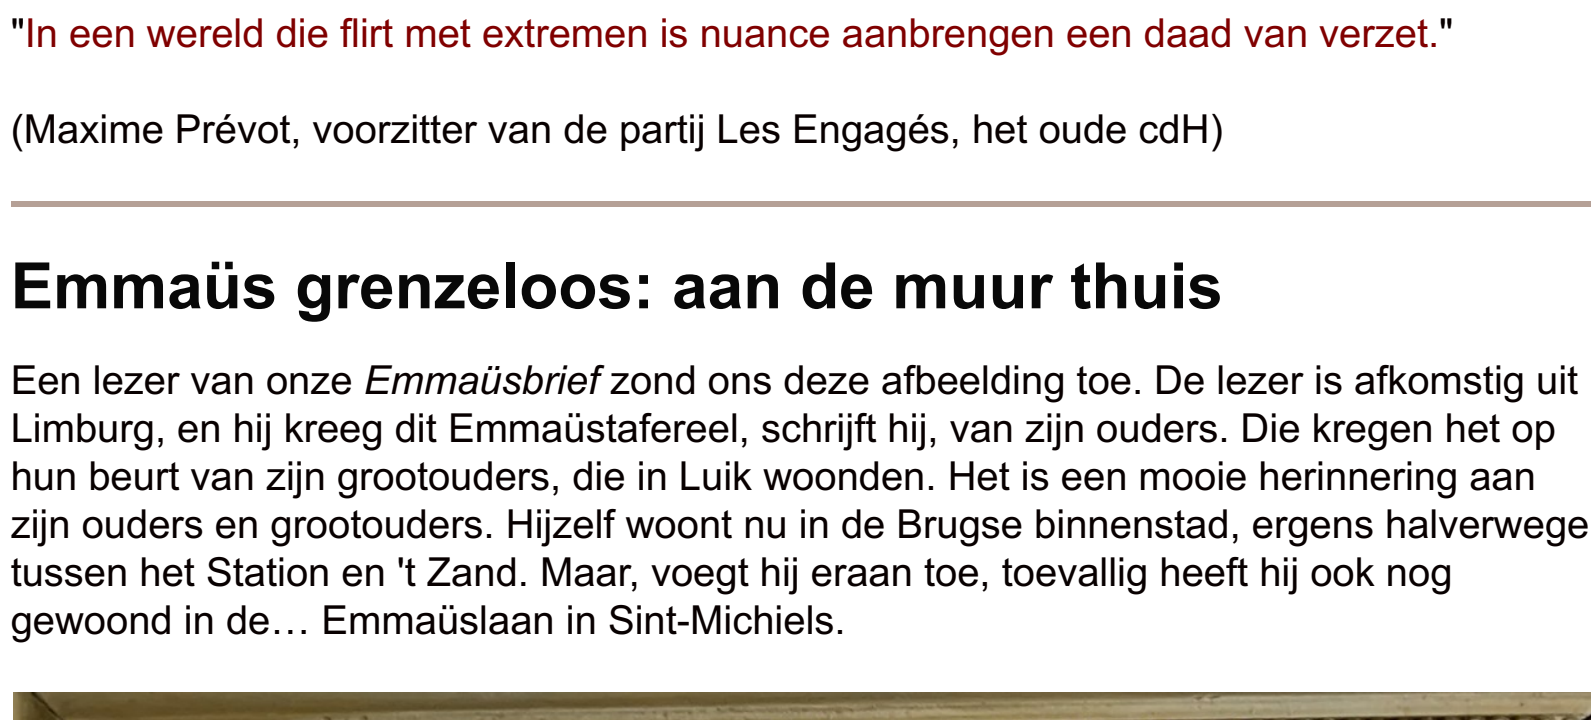 "In een wereld die flirt met extremen is nuance aanbrengen een daad van verzet."
(Maxime Prévot, voorzitter van de partij Les Engagés, het oude cdH)
Emmaüs grenzeloos: aan de muur thuis
Een lezer van onze Emmaüsbrief zond ons deze afbeelding toe. De lezer is afkomstig uit
Limburg, en hij kreeg dit Emmaüstafereel, schrijft hij, van zijn ouders. Die kregen het op
hun beurt van zijn grootouders, die in Luik woonden. Het is een mooie herinnering aan
zijn ouders en grootouders. Hijzelf woont nu in de Brugse binnenstad, ergens halverwege
tussen het Station en 't Zand. Maar, voegt hij eraan toe, toevallig heeft hij ook nog
gewoond in de… Emmaüslaan in Sint-Michiels.